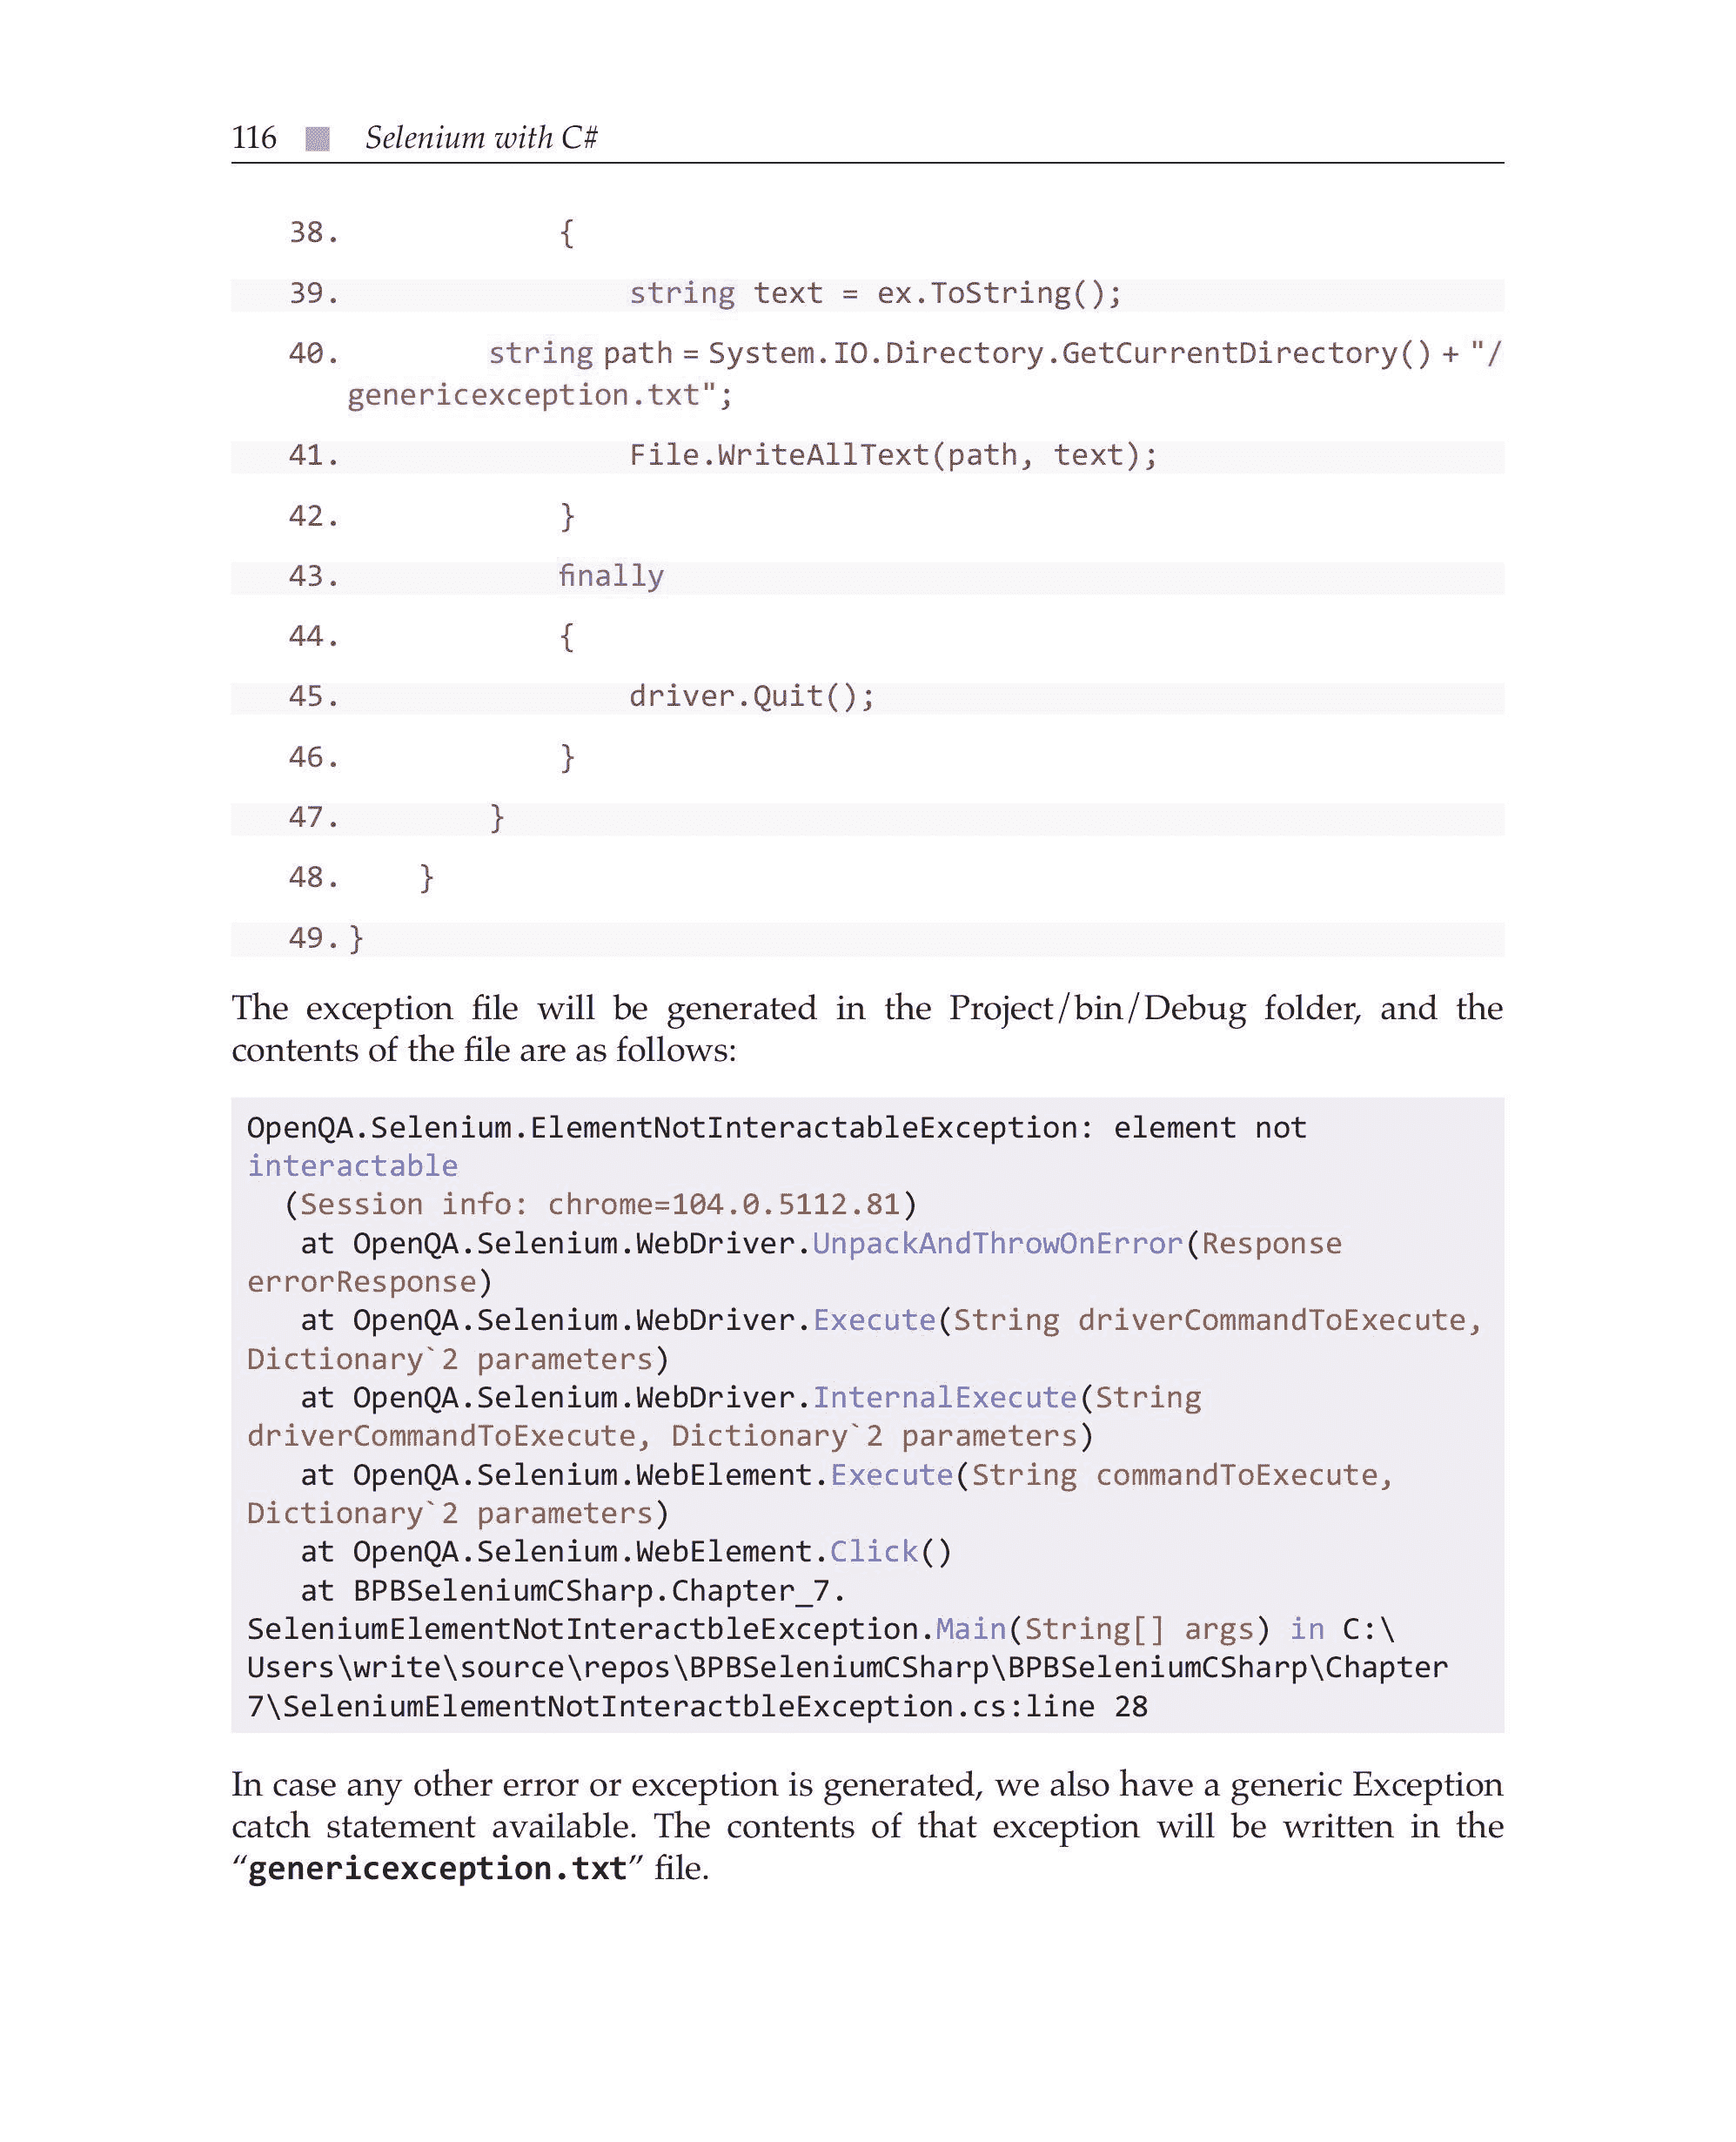 116 Selenium with C#
38. {
39. string text = ex.ToString();
40. string path = System.IO.Directory.GetCurrentDirectory() + "/
genericexception.txt";
41. File.WriteAllText(path, text);
42. }
43. finally
44. {
45. driver.Quit();
46. }
47. }
48. }
49. }
The exception file will be generated in the Project/bin/Debug folder, and the
contents of the file are as follows:
OpenQA.Selenium.ElementNotInteractableException: element not
interactable
(Session info: chrome=104.0.5112.81)
at OpenQA.Selenium.WebDriver.UnpackAndThrowOnError(Response
errorResponse)
at OpenQA.Selenium.WebDriver.Execute(String driverCommandToExecute,
Dictionary`2 parameters)
at OpenQA.Selenium.WebDriver.InternalExecute(String
driverCommandToExecute, Dictionary`2 parameters)
at OpenQA.Selenium.WebElement.Execute(String commandToExecute,
Dictionary`2 parameters)
at OpenQA.Selenium.WebElement.Click()
at BPBSeleniumCSharp.Chapter_7.
SeleniumElementNotInteractbleException.Main(String[] args) in C:\
Users\write\source\repos\BPBSeleniumCSharp\BPBSeleniumCSharp\Chapter
7\SeleniumElementNotInteractbleException.cs:line 28
In case any other error or exception is generated, we also have a generic Exception
catch statement available. The contents of that exception will be written in the
“genericexception.txt” file.